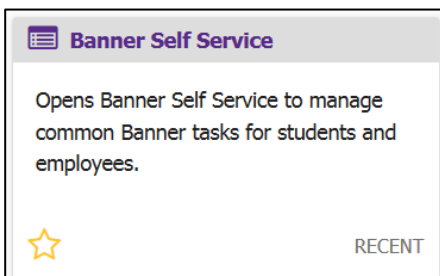 Banner Self Service
Opens Banner Self Service to manage
common Banner tasks for students and
employees.
RECENT